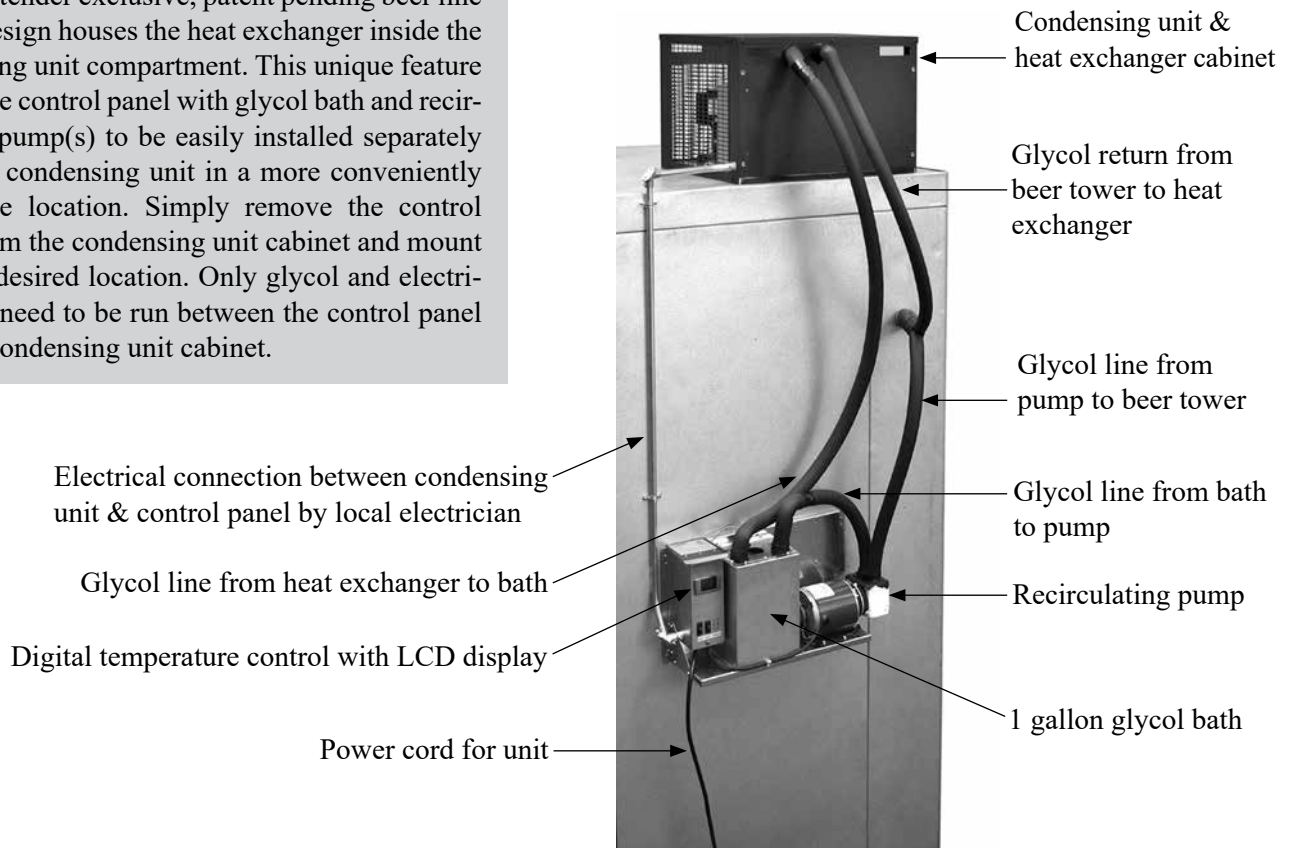 tender exclusive, patent pending beer line
design houses the heat exchanger inside the
ing unit compartment. This unique feature
e control panel with glycol bath and recir-
pump(s) to be easily installed separately
condensing unit in a more conveniently
e location. Simply remove the control
m the condensing unit cabinet and mount
desired location. Only glycol and electri-
need to be run between the control panel
ondensing unit cabinet.
Condensing unit &
heat exchanger cabinet
Glycol return from
beer tower to heat
exchanger
Glycol line from
pump to beer tower
Electrical connection between condensing
unit & control panel by local electrician
Glycol line from bath
to pump
Glycol line from heat exchanger to bath
Recirculating pump
Digital temperature control with LCD display
1 gallon glycol bath
Power cord for unit